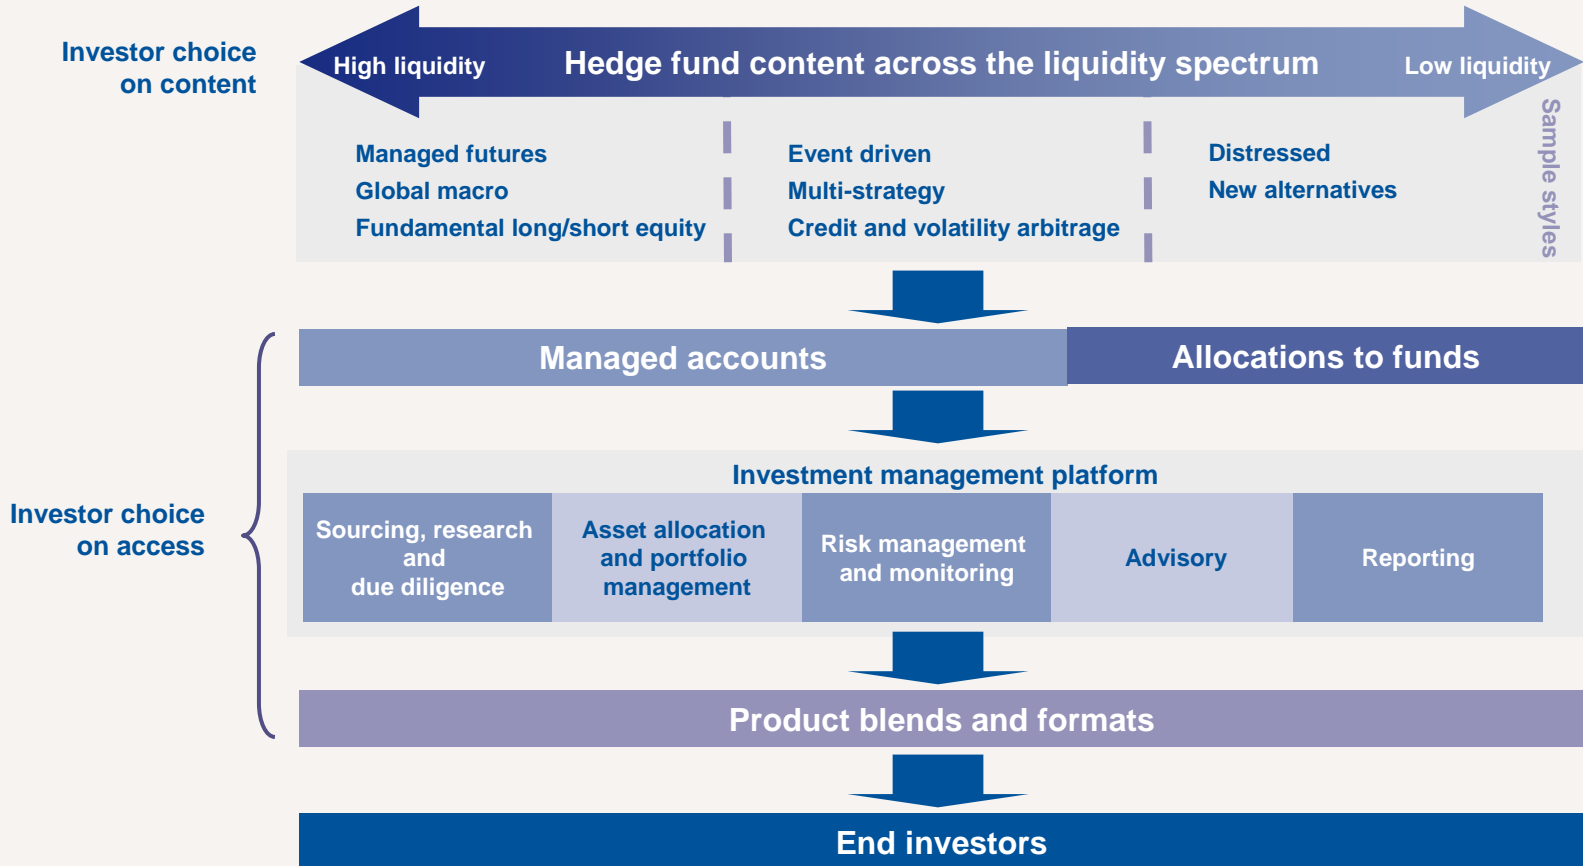 Investor choice
on content
High liquidity
Hedge fund content across the liquidity spectrum
Low liquidity
Managed futures
Global macro
Fundamental long/short equity
Event driven
Multi-strategy
Credit and volatility arbitrage
Distressed
New alternatives
Sample styles
Managed accounts
Allocations to funds
Investor choice
on access
Investment management platform
Sourcing, research
and
due diligence
Asset allocation
and portfolio
management
Risk management
and monitoring
Advisory
Reporting
Product blends and formats
End investors